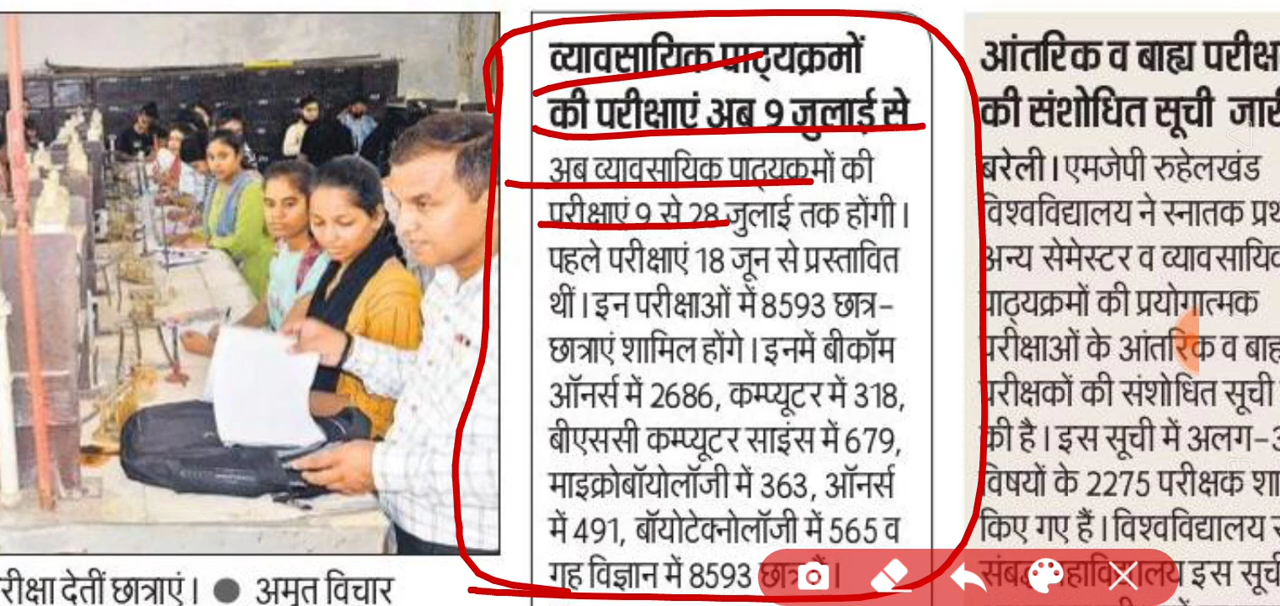 व्यावसायिक पाठ्यक्रमों
की परीक्षाएं अब 9 जुलाई से
अब व्यावसायिक पाठ्यक्रमों की
परीक्षाएं 9 से 28 जुलाई तक होंगी।
पहले परीक्षाएं 18 जून से प्रस्तावित
थीं। इन परीक्षाओं में 8593 छात्र-
छात्राएं शामिल होंगे। इनमें बीकॉम
ऑनर्स में 2686, कम्प्यूटर में 318,
बीएससी कम्प्यूटर साइंस में 679,
माइक्रोबॉयोलॉजी में 363, ऑनर्स
में 491, बॉयोटेक्नोलॉजी में 565 व
गृह विज्ञान में 8593
आंतरिक व बाह्य
की संशोधित सूची
बरेली। एमजेपी रुहेलखंड
विश्वविद्यालय ने स्नातक
अन्य सेमेस्टर व
पाठ्यक्रमों की प्रयोगात्मक
परीक्षाओं के आंतरिक व
परीक्षकों की संशोधित सूची
की है। इस सूची में अलग-
विषयों के 2275 परीक्षक
किए गए हैं। विश्वविद्यालय
इस
देतीं छात्राएं। ● अमृत विचार